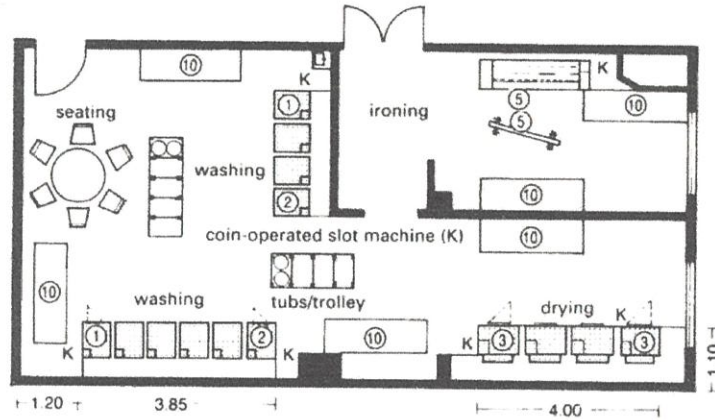 10
K
K
seating
1
ironing
5
10
5
washing
2
10
10
coin-operated slot machine (K)
10
washing
tubs/trolley
drying
1
2
10
K
3
3
K
K
K
1.10
1.20
3.85
4.00